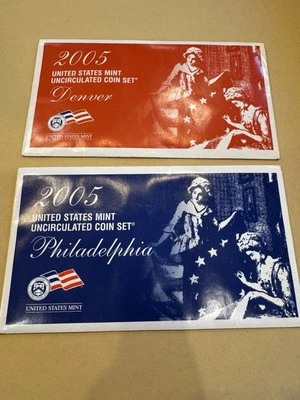 2005
UNITED STATES MINT
UNCIRCULATED COIN SET®
Denver
UNITED STATES MINT
2005
UNITED STATES MINT
UNCIRCULATED COIN SET®
Philadelphia
UNITED STATES MINT